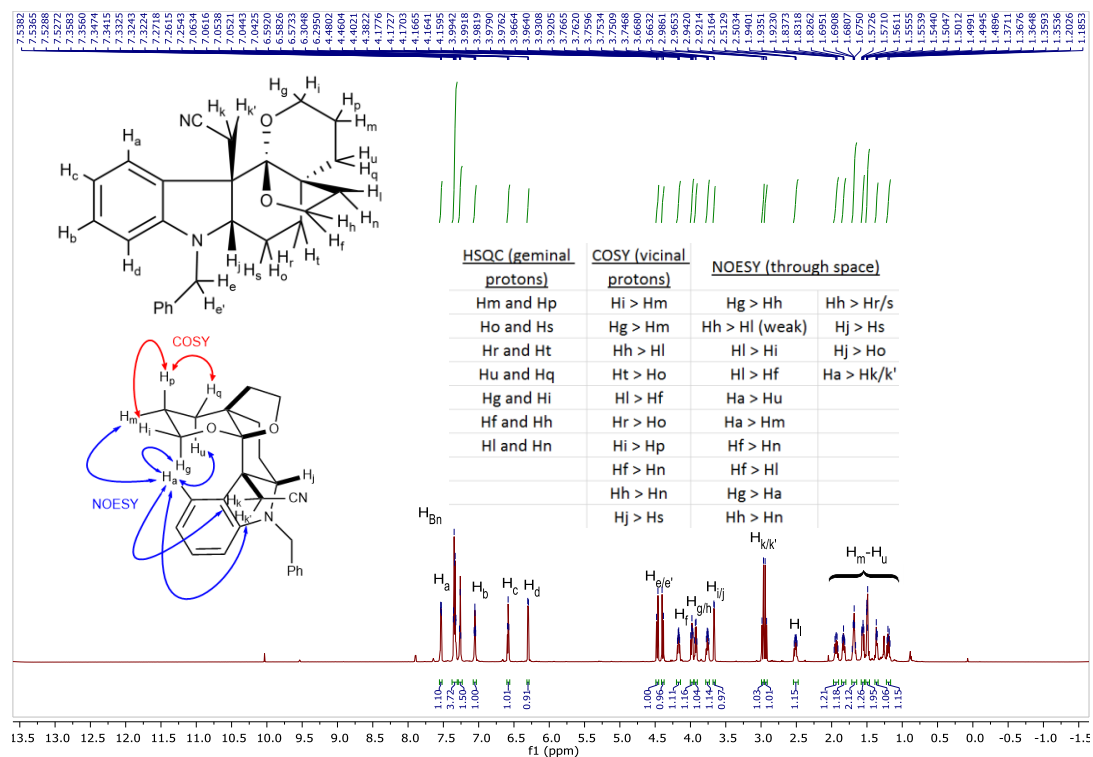 7.5382
7.5365
7.5288
7.5272
7.3415
7.3243
7.3224
7.2718
7.2615
7.2543
7.0616
7.0521
7.0443
7.0425
6.5920
6.5826
6.5733
6.3048
6.2950
4.4802
4.4604
4.4021
4.3822
4.1776
4.1727
4.1703
4.1665
4.1641
4.1595
3.9942
3.9918
3.9819
3.9790
3.9762
3.9664
3.9640
3.9308
3.9205
3.7665
3.7620
3.7534
3.7509
3.7468
3.6680
3.6632
2.9861
2.9653
2.9420
2.9214
2.5164
2.5129
2.5034
1.9401
1.9351
1.9230
1.8373
1.8318
1.8262
1.6951
1.6908
1.6807
1.6750
1.5726
1.5710
1.5611
1.5555
1.5539
1.5440
1.5047
1.5012
1.4991
1.4945
1.4896
1.3711
1.3676
1.3648
1.3593
1.3536
1.2026
1.1853
Hg
Hi
Hk
Hk'
NC
O
Hp
Hm
Ha
Hu
Hq
Hc
Hl
O
Hn
Hh
Hb
N
Hf
Hj
Hr
Ht
Hd
Hs
Ho
He
Ph
He'
HSQC (geminal protons)
COSY (vicinal protons)
NOESY (through space)
Hm and Hp
Hi > Hm
Hg > Hh
Hh > Hr/s
Ho and Hs
Hg > Hm
Hh > Hl (weak)
Hj > Hs
Hr and Ht
Hh > Hl
Hl > Hi
Hj > Ho
Hu and Hq
Ht > Ho
Hl > Hf
Ha > Hk/k'
Hg and Hi
Hl > Hf
Ha > Hu
Hf and Hh
Hr > Ho
Ha > Hm
Hl and Hn
Hi > Hp
Hf > Hn
Hf > Hn
Hf > Hl
Hh > Hn
Hg > Ha
Hj > Hs
Hh > Hn
COSY
Hp
Hq
Hm
Hi
O
O
Hu
Hg
Ha
Hj
NOESY
Hk
CN
Hk'
N
Ph
HBn
Ha
Hb
Hc
Hd
He/e'
Hf
Hg/h
Hi/j
Hk/k'
Hl
Hm-Hu
1.10
3.72
1.00
1.01
0.91
1.00
0.96
1.11
1.16
1.04
1.14
0.97
1.03
1.01
1.15
1.21
1.18
2.12
1.26
1.95
1.06
1.15
13.5 13.0 12.5 12.0 11.5 11.0 10.5 10.0 9.5 9.0 8.5 8.0 7.5 7.0 6.5 6.0 5.5 5.0 4.5 4.0 3.5 3.0 2.5 2.0 1.5 1.0 0.5 0.0 -0.5 -1.0 -1.5
f1 (ppm)